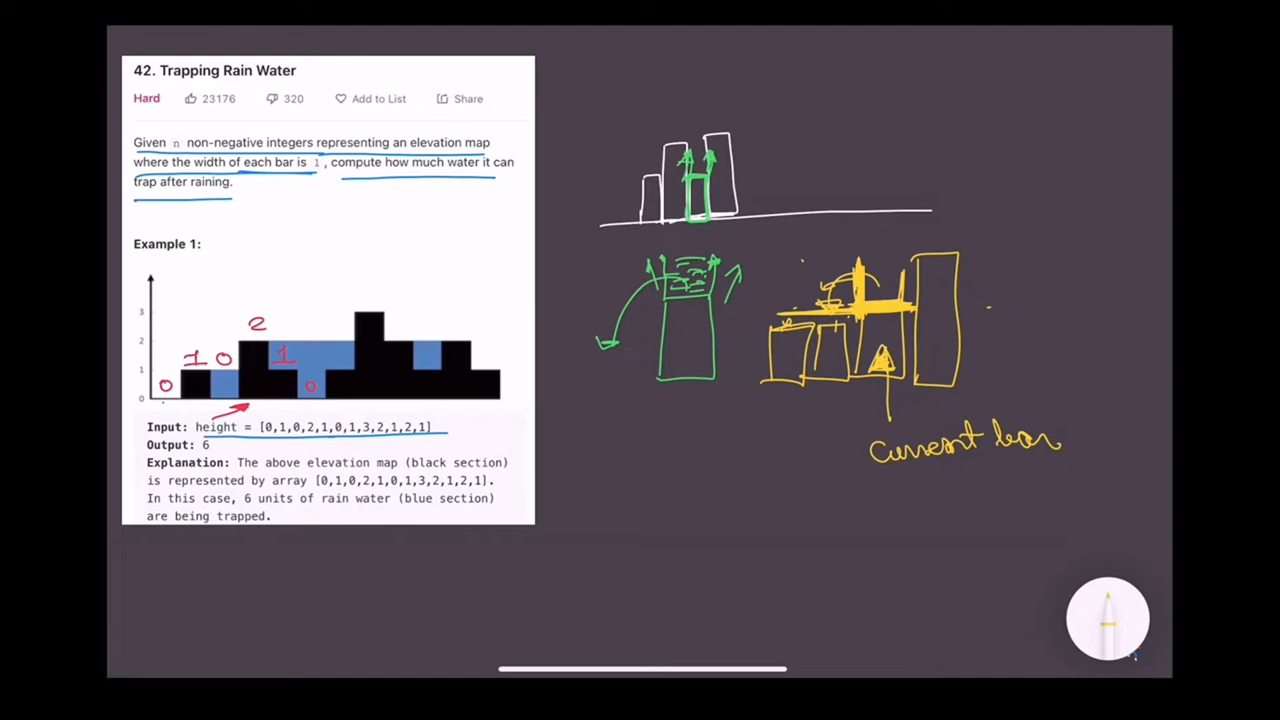 42. Trapping Rain Water
Hard 23176 320 Add to List Share
Given n non-negative integers representing an elevation map
where the width of each bar is 1 , compute how much water it can
trap after raining.
Example 1:
3
2
1
0
2
1 0 1
0 0
Input: height = [0,1,0,2,1,0,1,3,2,1,2,1]
Output: 6
Explanation: The above elevation map (black section)
is represented by array [0,1,0,2,1,0,1,3,2,1,2,1].
In this case, 6 units of rain water (blue section)
are being trapped.
Current bar